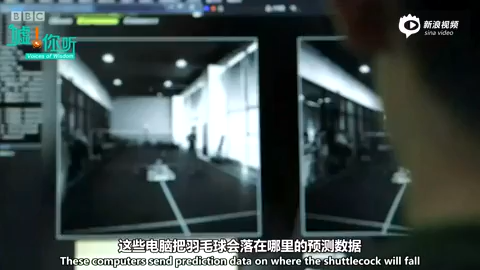 BBC
嘘!你听
Voices of Wisdom
新浪视频
sina video
这些电脑把羽毛球会落在哪里的预测数据
These computers send prediction data on where the shuttlecock will fall